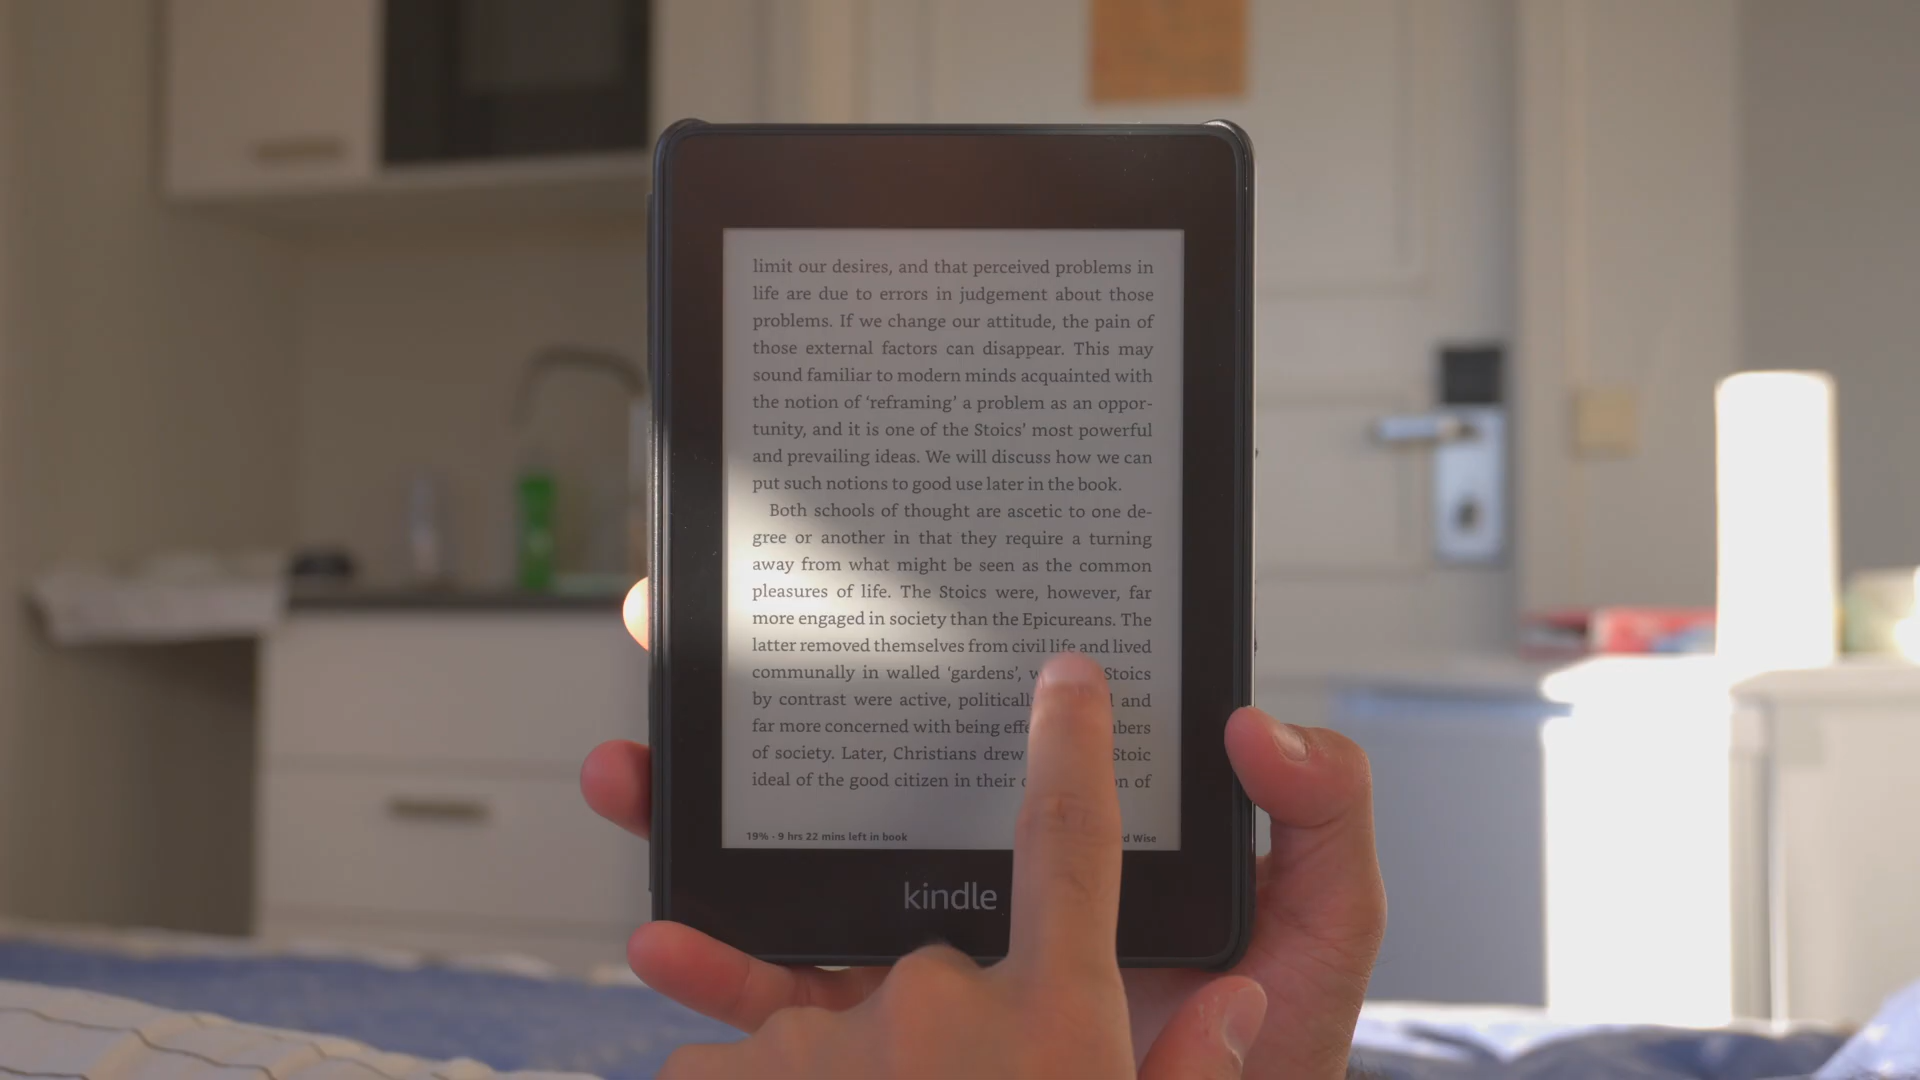 limit our desires, and that perceived problems in
life are due to errors in judgement about those
problems. If we change our attitude, the pain of
those external factors can disappear. This may
sound familiar to modern minds acquainted with
the notion of ‘reframing’ a problem as an oppor-
tunity, and it is one of the Stoics’ most powerful
and prevailing ideas. We will discuss how we can
put such notions to good use later in the book.
Both schools of thought are ascetic to one de-
gree or another in that they require a turning
away from what might be seen as the common
pleasures of life. The Stoics were, however, far
more engaged in society than the Epicureans. The
latter removed themselves from civil life and lived
communally in walled ‘gardens’, Stoics
by contrast were active, and
far more concerned with being
of society. Later, Christians drew Stoic
ideal of the good citizen in their of
19% - 9 hrs 22 mins left in book Wise
kindle